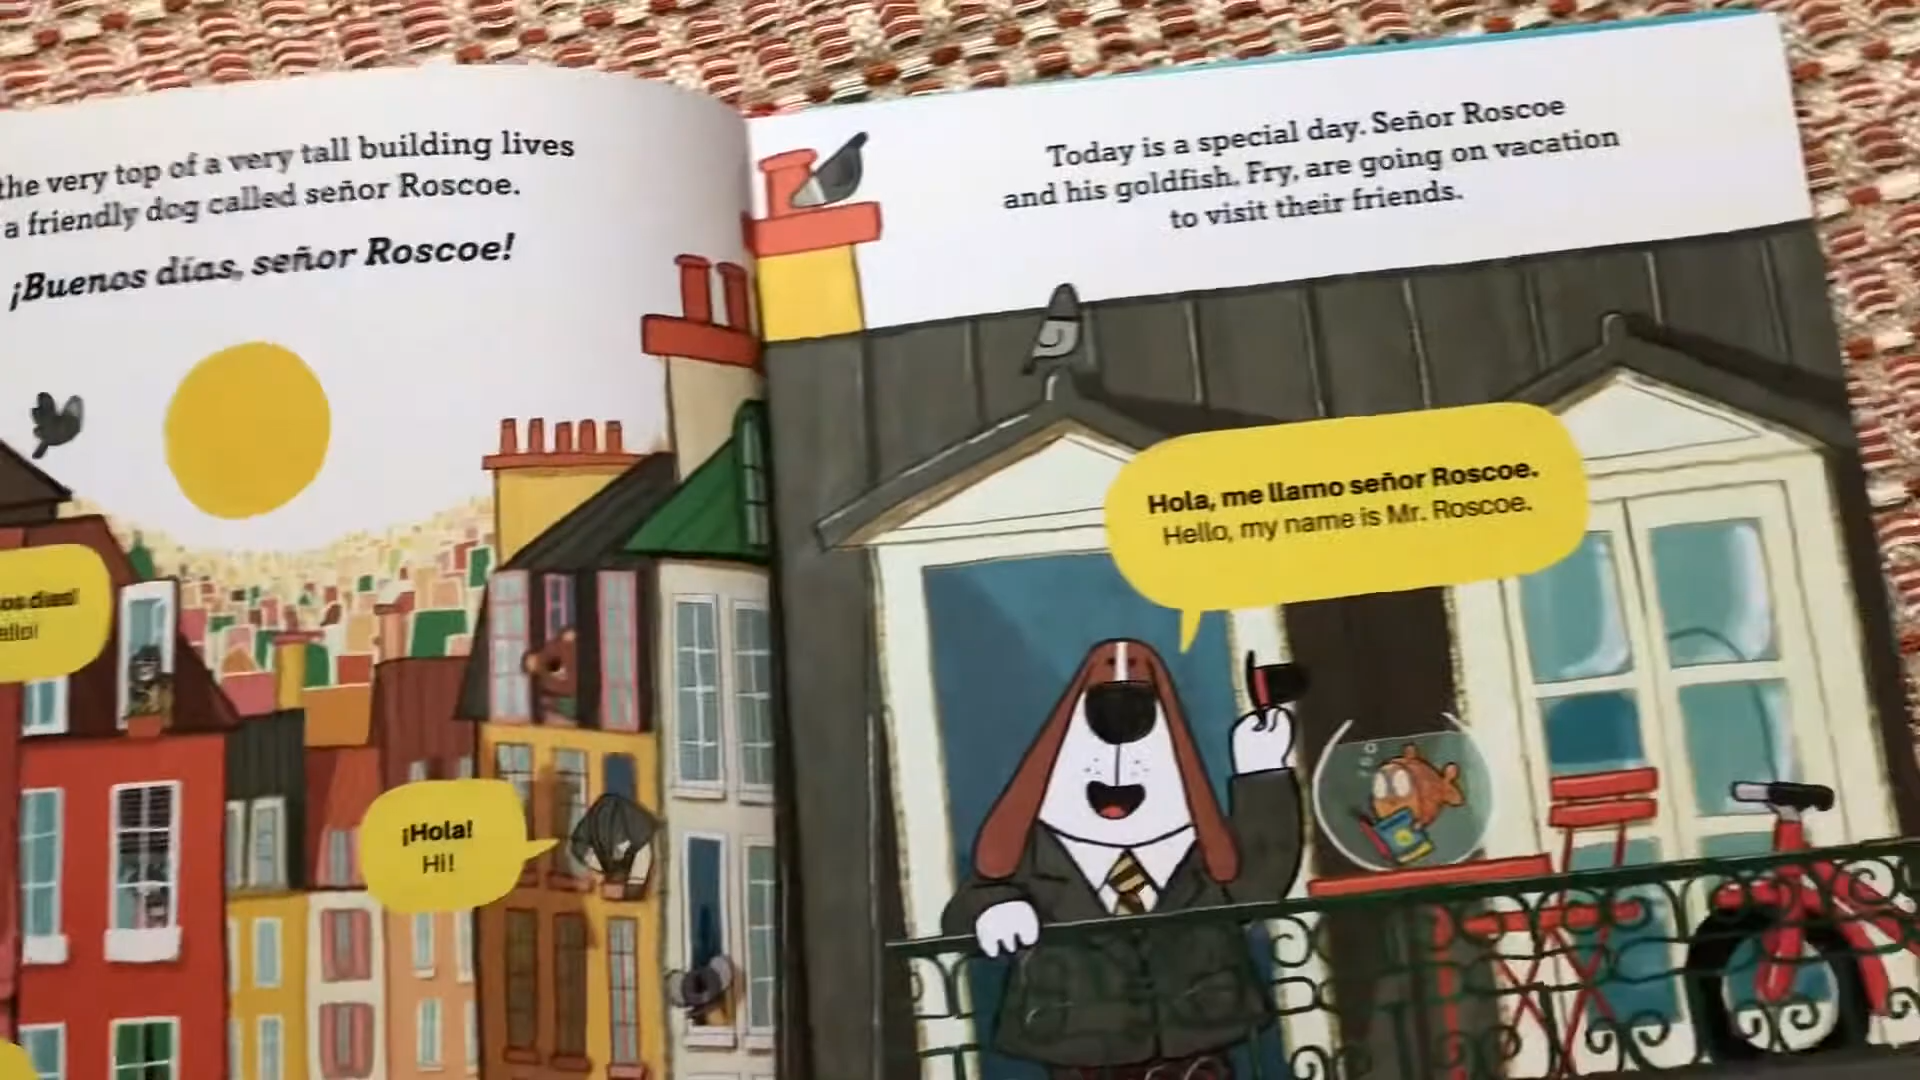 the very top of a very tall building lives
a friendly dog called señor Roscoe.
¡Buenos días, señor Roscoe!
¡Hola!
Hi!
Today is a special day. Señor Roscoe
and his goldfish, Fry, are going on vacation
to visit their friends.
Hola, me llamo señor Roscoe.
Hello, my name is Mr. Roscoe.